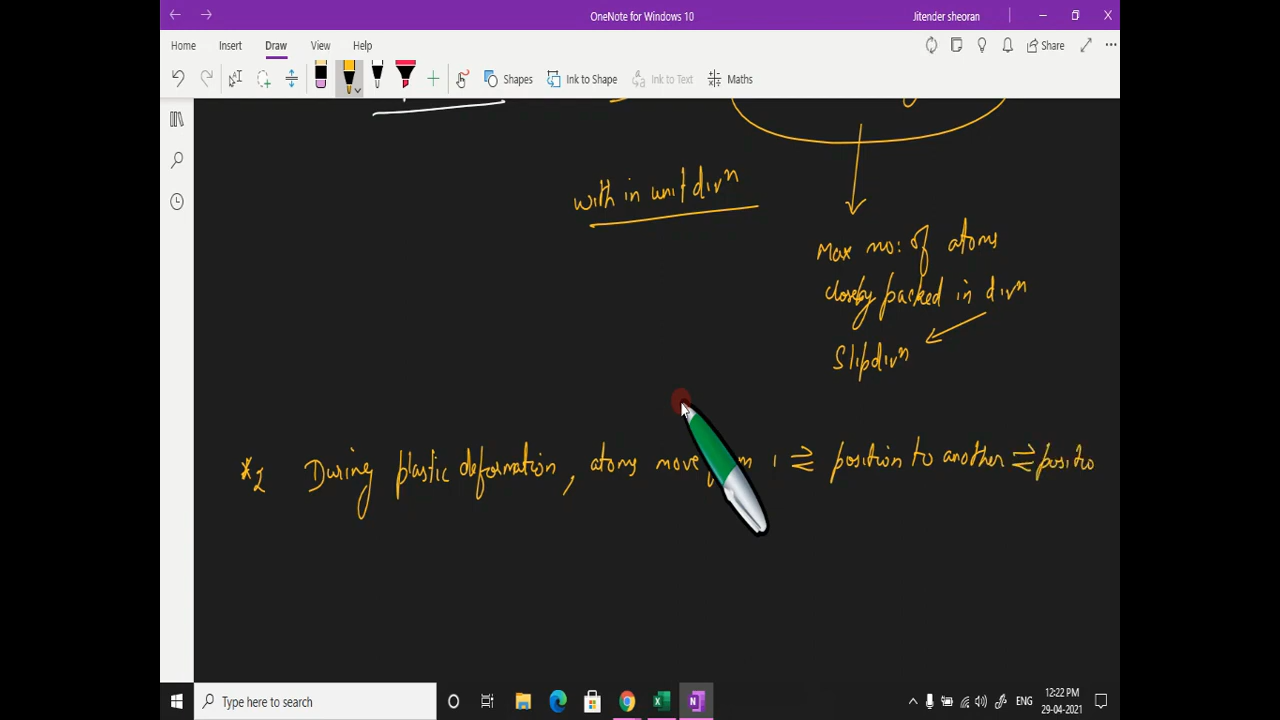 OneNote for Windows 10
Jitender sheoran
Home Insert Draw View Help
Share
Shapes Ink to Shape Ink to Text Maths
with in unit dirⁿ
Max no: of atoms
closely packed in dirⁿ
Slipdirⁿ
*2 During plastic deformation, atoms move 1 ⇌ position to another ⇌ positio
Type here to search
ENG
12:22 PM
29-04-2021